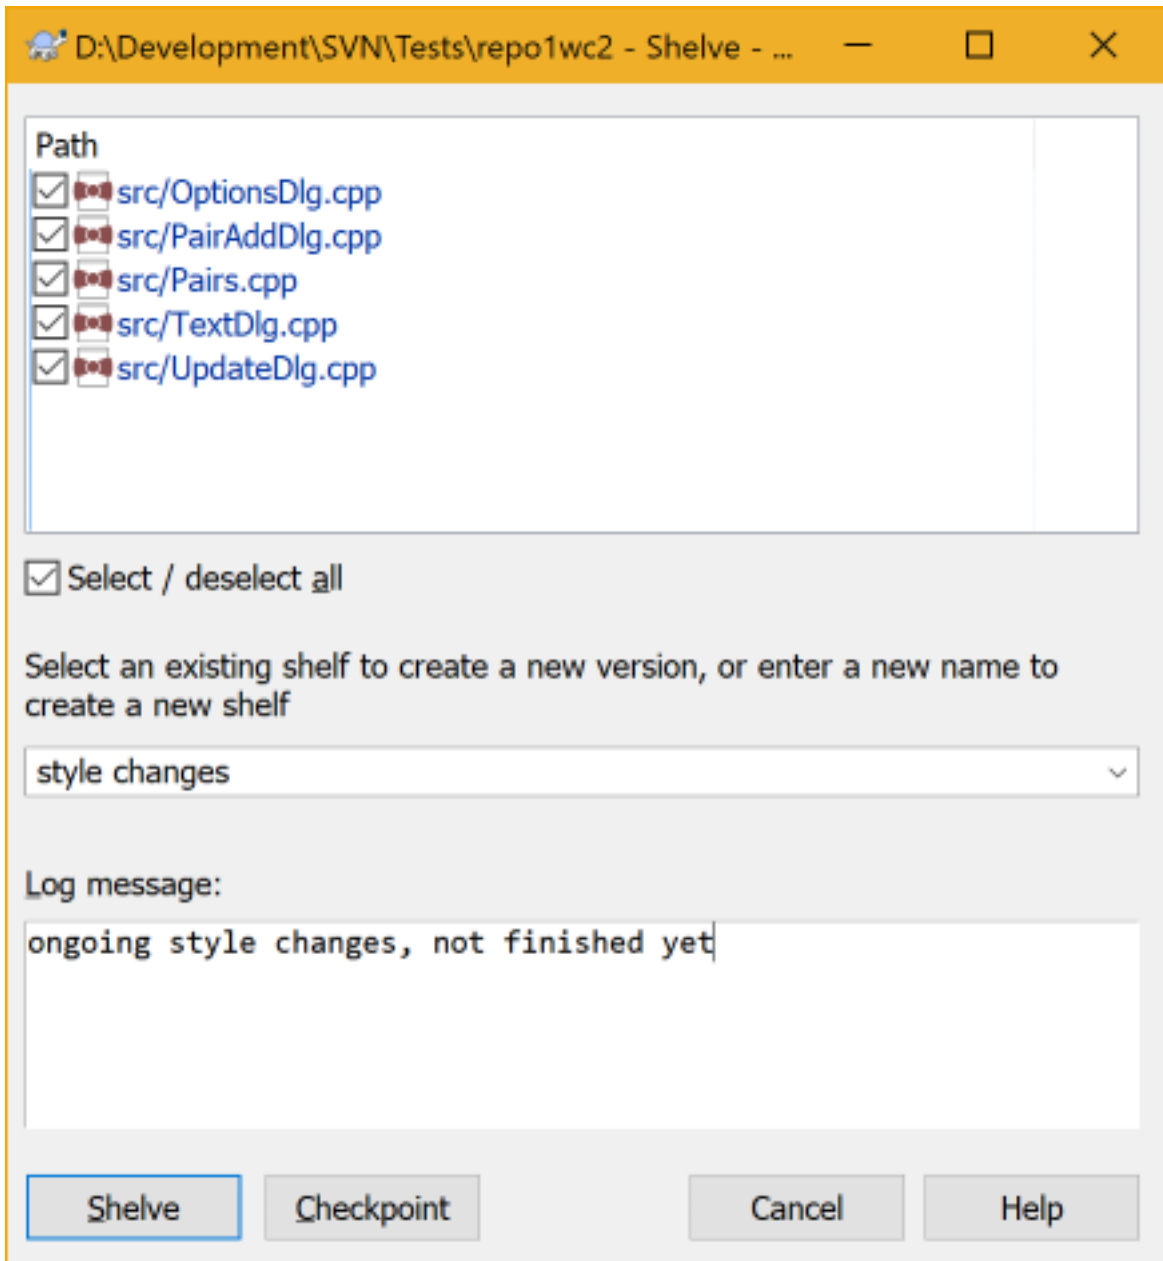 D:\Development\SVN\Tests\repo1wc2 - Shelve - ...
Path
src/OptionsDlg.cpp
src/PairAddDlg.cpp
src/Pairs.cpp
src/TextDlg.cpp
src/UpdateDlg.cpp
Select / deselect all
Select an existing shelf to create a new version, or enter a new name to
create a new shelf
style changes
Log message:
ongoing style changes, not finished yet
Shelve Checkpoint Cancel Help